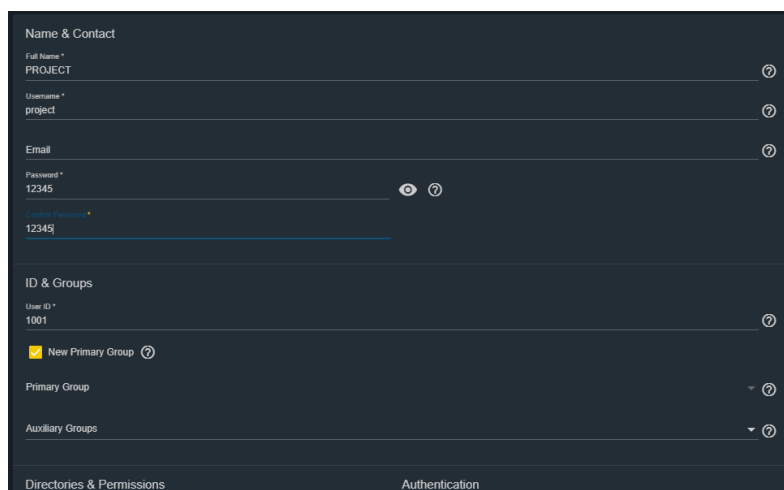 Name & Contact
Full Name *
PROJECT
Username *
project
Email
Password *
12345
Confirm Password *
12345
ID & Groups
User ID *
1001
New Primary Group
Primary Group
Auxiliary Groups
Directories & Permissions Authentication